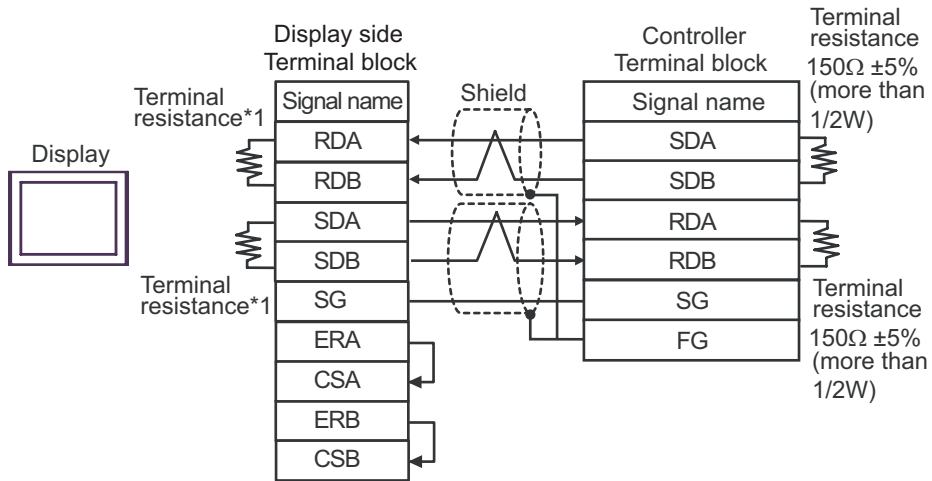 Display side
Terminal block
Controller
Terminal block
Terminal
resistance
150Ω ±5%
(more than
1/2W)
Terminal
resistance*1
Signal name
Shield
Signal name
RDA
SDA
Display
RDB
SDB
SDA
RDA
SDB
RDB
Terminal
resistance*1
SG
SG
Terminal
resistance
150Ω ±5%
(more than
1/2W)
ERA
FG
CSA
ERB
CSB